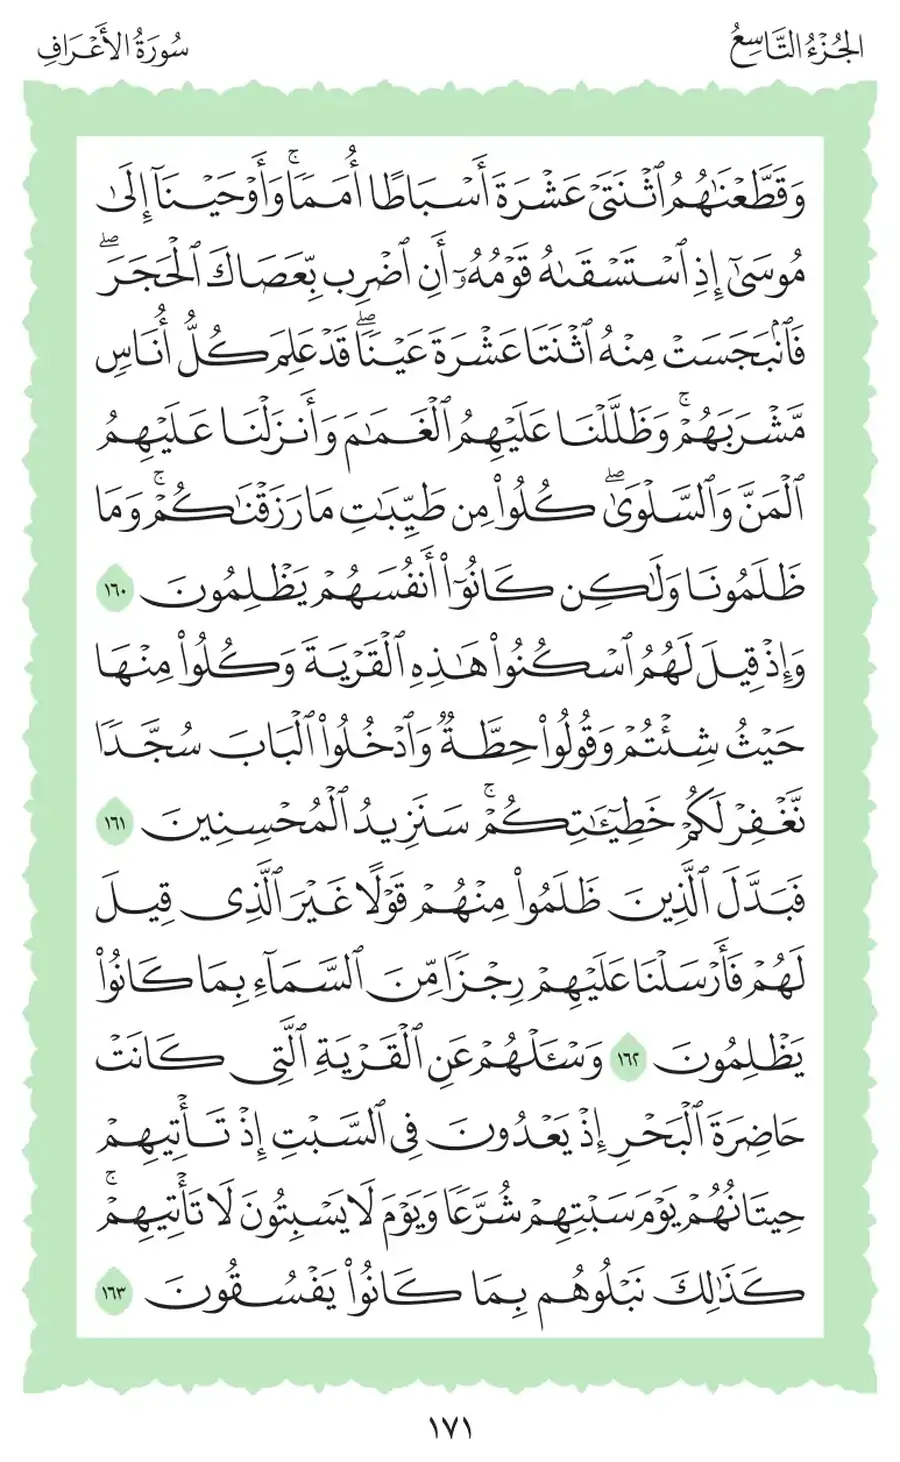 الجُزْءُ التَّاسِعُ
سُورَةُ الأَعْرَافِ
وَقَطَّعْنَٰهُمُ ٱثْنَتَىْ عَشْرَةَ أَسْبَاطًا أُمَمًاۚ وَأَوْحَيْنَآ إِلَىٰ
مُوسَىٰٓ إِذِ ٱسْتَسْقَىٰهُ قَوْمُهُۥٓ أَنِ ٱضْرِب بِّعَصَاكَ ٱلْحَجَرَۖ
فَٱنۢبَجَسَتْ مِنْهُ ٱثْنَتَا عَشْرَةَ عَيْنًاۖ قَدْ عَلِمَ كُلُّ أُنَاسٍ
مَّشْرَبَهُمْۚ وَظَلَّلْنَا عَلَيْهِمُ ٱلْغَمَٰمَ وَأَنزَلْنَا عَلَيْهِمُ
ٱلْمَنَّ وَٱلسَّلْوَىٰۖ كُلُوا۟ مِن طَيِّبَٰتِ مَا رَزَقْنَٰكُمْۚ وَمَا
ظَلَمُونَا وَلَٰكِن كَانُوٓا۟ أَنفُسَهُمْ يَظْلِمُونَ ١٦٠
وَإِذْ قِيلَ لَهُمُ ٱسْكُنُوا۟ هَٰذِهِ ٱلْقَرْيَةَ وَكُلُوا۟ مِنْهَا
حَيْثُ شِئْتُمْ وَقُولُوا۟ حِطَّةٌ وَٱدْخُلُوا۟ ٱلْبَابَ سُجَّدًا
نَّغْفِرْ لَكُمْ خَطِيٓـَٰٔتِكُمْۚ سَنَزِيدُ ٱلْمُحْسِنِينَ ١٦١
فَبَدَّلَ ٱلَّذِينَ ظَلَمُوا۟ مِنْهُمْ قَوْلًا غَيْرَ ٱلَّذِى قِيلَ
لَهُمْ فَأَرْسَلْنَا عَلَيْهِمْ رِجْزًا مِّنَ ٱلسَّمَآءِ بِمَا كَانُوا۟
يَظْلِمُونَ ١٦٢ وَسْـَٔلْهُمْ عَنِ ٱلْقَرْيَةِ ٱلَّتِى كَانَتْ
حَاضِرَةَ ٱلْبَحْرِ إِذْ يَعْدُونَ فِى ٱلسَّبْتِ إِذْ تَأْتِيهِمْ
حِيتَانُهُمْ يَوْمَ سَبْتِهِمْ شُرَّعًا وَيَوْمَ لَا يَسْبِتُونَ لَا تَأْتِيهِمْۚ
كَذَٰلِكَ نَبْلُوهُم بِمَا كَانُوا۟ يَفْسُقُونَ ١٦٣
١٧١